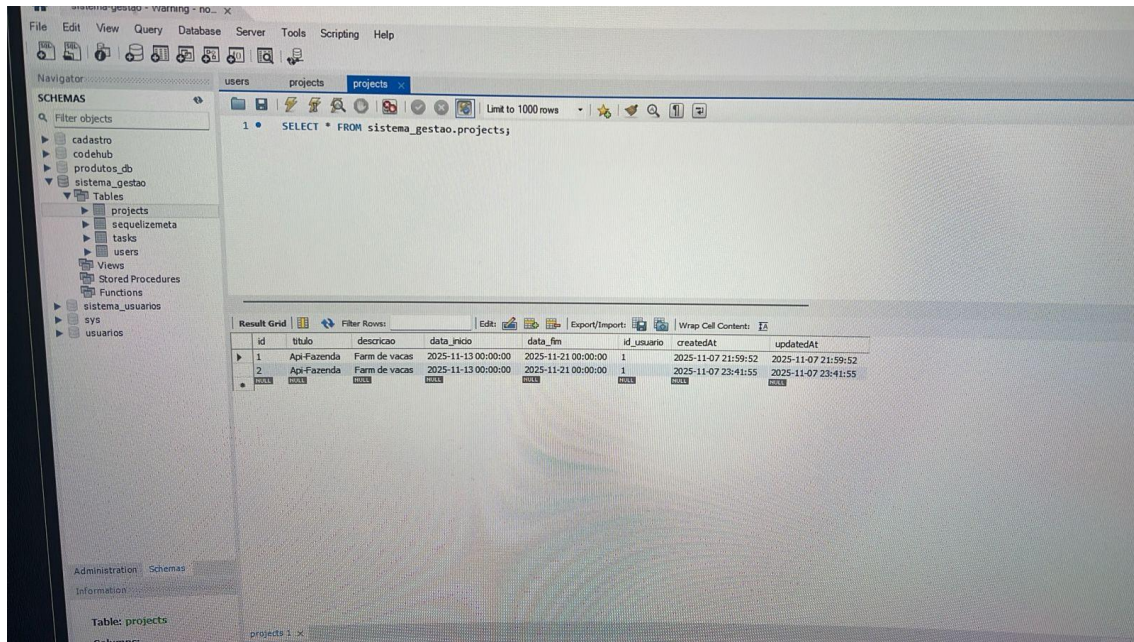 sistema-gestao - Warning - no... ×
File Edit View Query Database Server Tools Scripting Help
Navigator
users projects projects ×
SCHEMAS
Filter objects
Limit to 1000 rows
1 SELECT * FROM sistema_gestao.projects;
cadastro
codehub
produtos_db
sistema_gestao
Tables
projects
sequelizemeta
tasks
users
Views
Stored Procedures
Functions
sistema_usuarios
sys
usuarios
Result Grid Filter Rows: Edit: Export/Import: Wrap Cell Content:
id titulo descricao data_inicio data_fim id_usuario createdAt updatedAt
1 Api-Fazenda Farm de vacas 2025-11-13 00:00:00 2025-11-21 00:00:00 1 2025-11-07 21:59:52 2025-11-07 21:59:52
2 Api-Fazenda Farm de vacas 2025-11-13 00:00:00 2025-11-21 00:00:00 1 2025-11-07 23:41:55 2025-11-07 23:41:55
NULL NULL NULL NULL NULL NULL NULL NULL
Administration Schemas
Information
Table: projects
Columns:
projects 1 ×